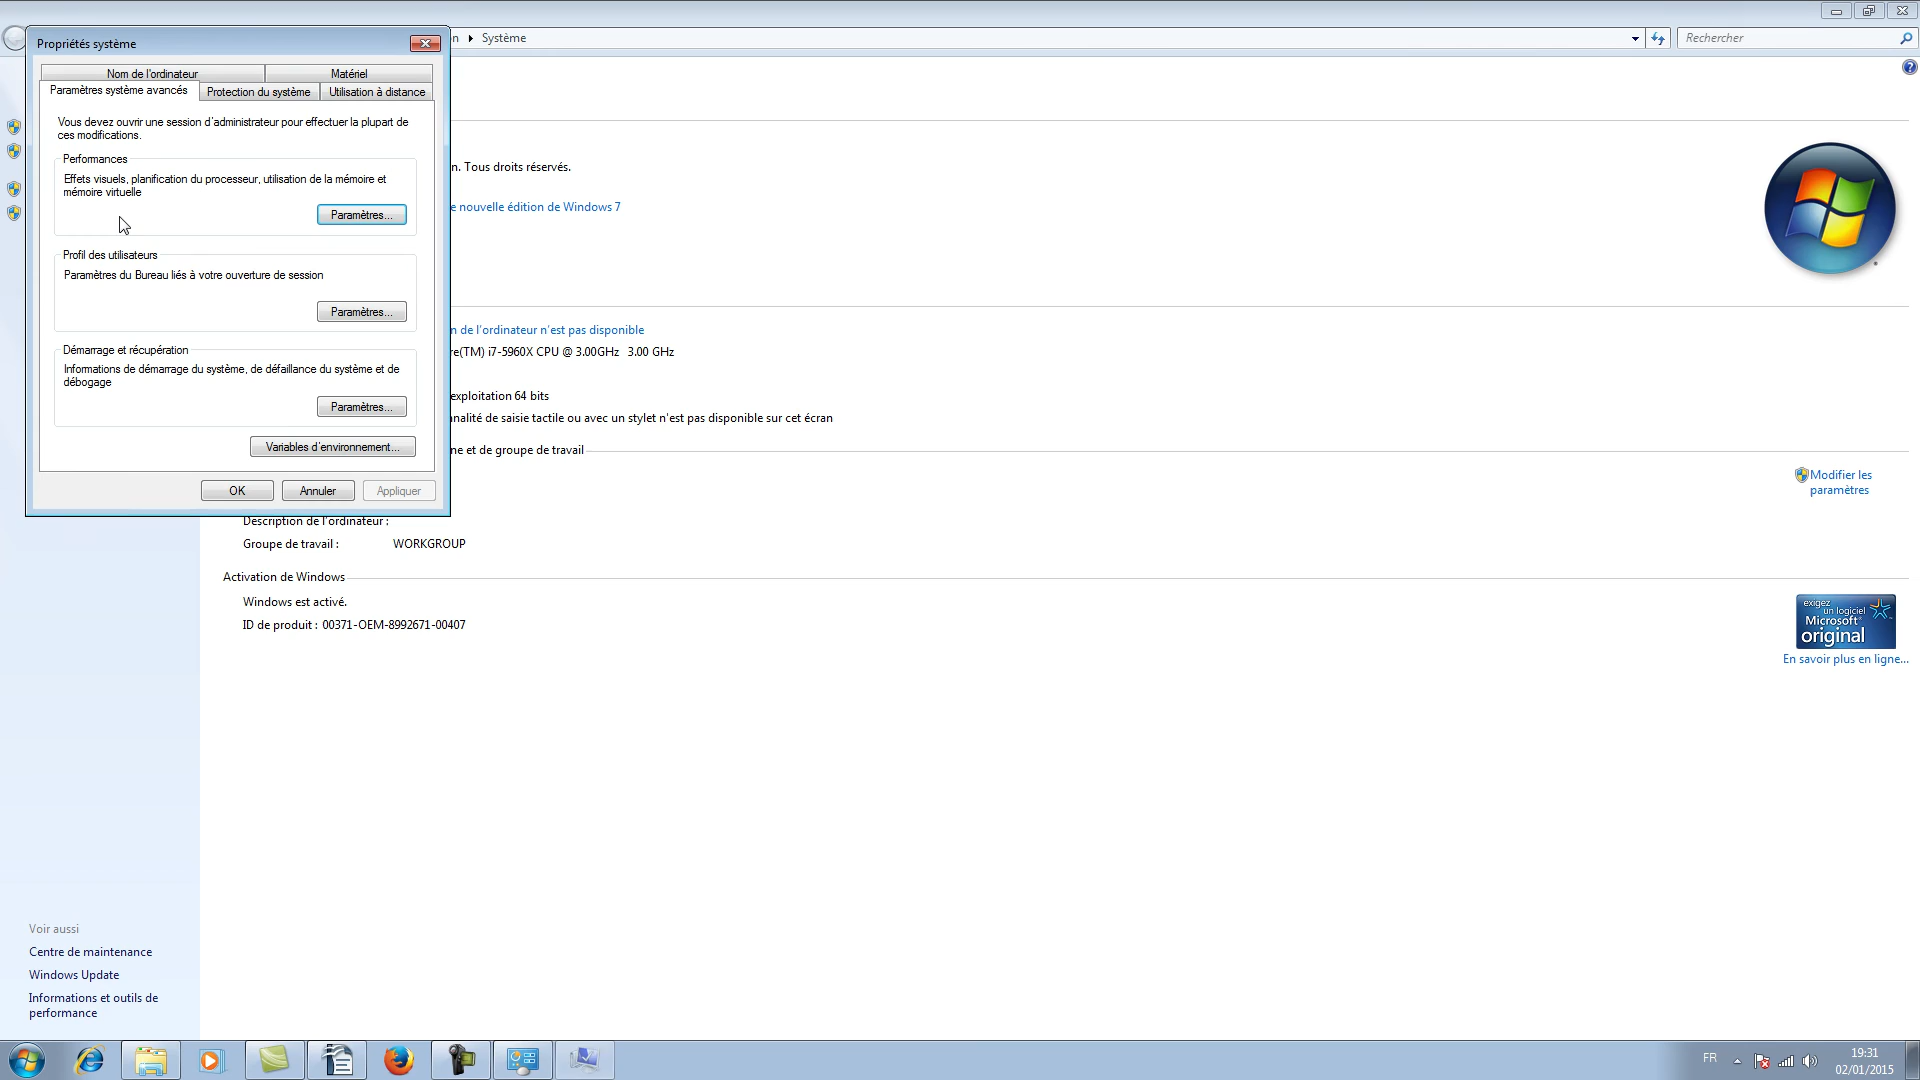 Propriétés système
n ▸ Système
Rechercher
Nom de l'ordinateur
Matériel
Paramètres système avancés
Protection du système
Utilisation à distance
Vous devez ouvrir une session d'administrateur pour effectuer la plupart de
ces modifications.
Performances
Effets visuels, planification du processeur, utilisation de la mémoire et
mémoire virtuelle
Paramètres...
Profil des utilisateurs
Paramètres du Bureau liés à votre ouverture de session
Paramètres...
Démarrage et récupération
Informations de démarrage du système, de défaillance du système et de
débogage
Paramètres...
Variables d'environnement...
OK
Annuler
Appliquer
n. Tous droits réservés.
e nouvelle édition de Windows 7
n de l'ordinateur n'est pas disponible
re(TM) i7-5960X CPU @ 3.00GHz 3.00 GHz
exploitation 64 bits
nnalité de saisie tactile ou avec un stylet n'est pas disponible sur cet écran
ne et de groupe de travail
Modifier les
paramètres
Description de l'ordinateur :
Groupe de travail : WORKGROUP
Activation de Windows
Windows est activé.
ID de produit : 00371-OEM-8992671-00407
exigez
un logiciel
Microsoft®
original
En savoir plus en ligne...
Voir aussi
Centre de maintenance
Windows Update
Informations et outils de
performance
FR
19:31
02/01/2015